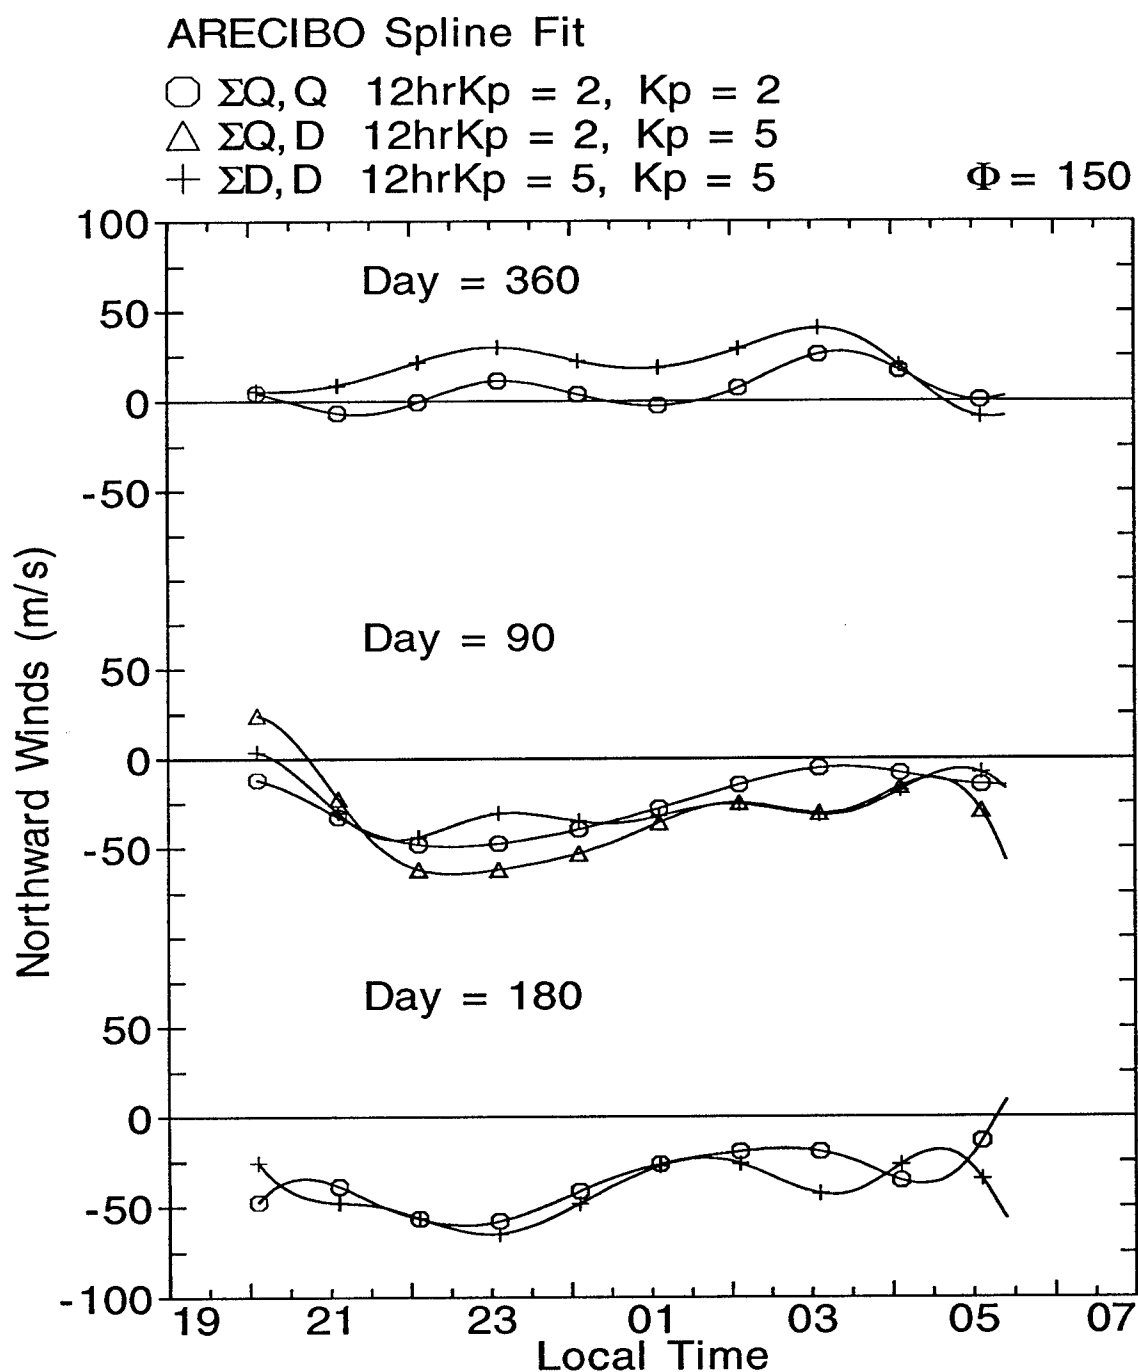 ARECIBO Spline Fit
ΣQ, Q 12hrKp = 2, Kp = 2
ΣQ, D 12hrKp = 2, Kp = 5
ΣD, D 12hrKp = 5, Kp = 5 Φ = 150
100
Day = 360
50
0
-50
Day = 90
50
0
-50
Day = 180
50
0
-50
-100
19 21 23 01 03 05 07
Local Time
Northward Winds (m/s)